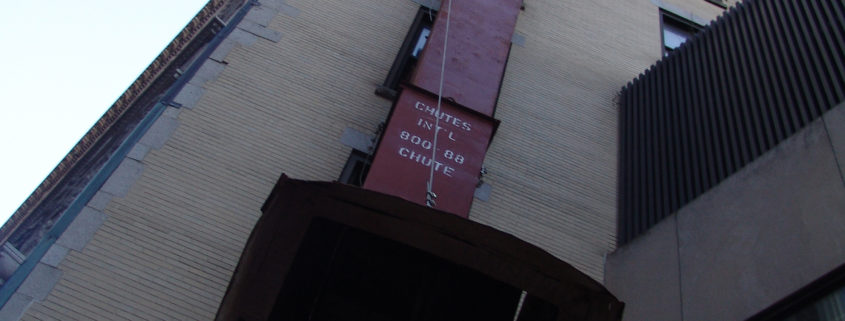 CHUTES
INT'L
800-88
CHUTE